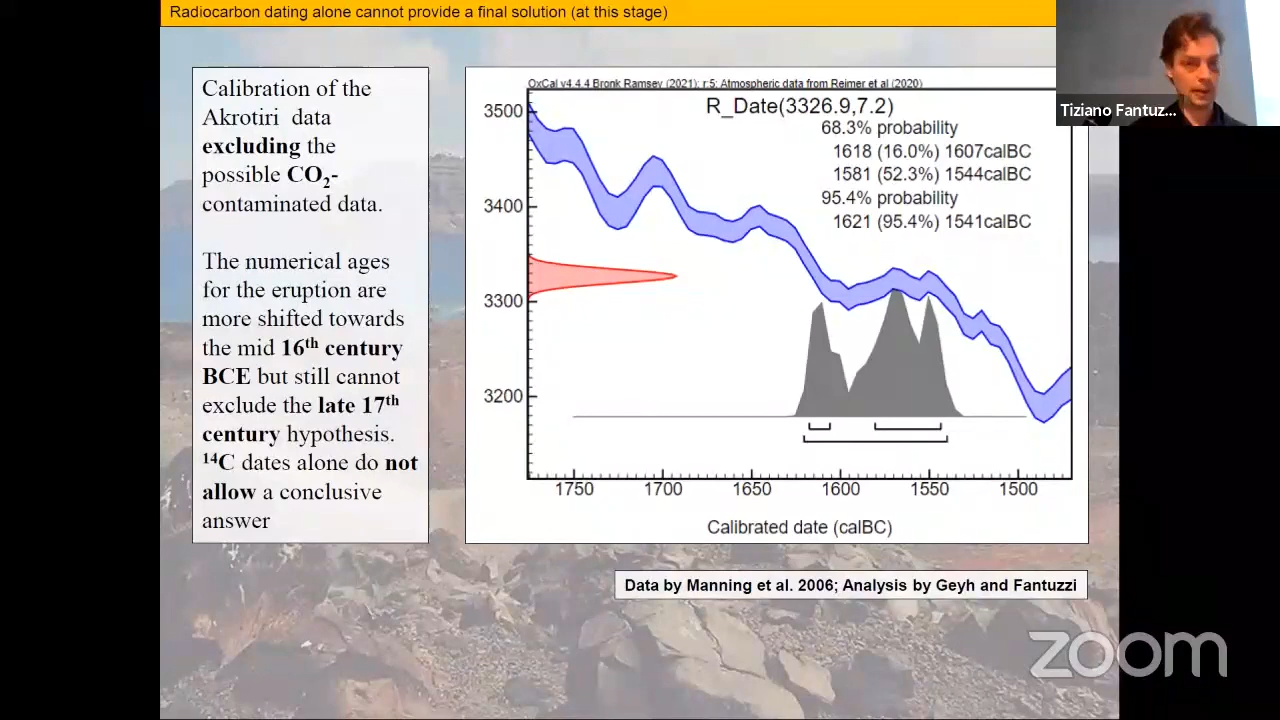 Radiocarbon dating alone cannot provide a final solution (at this stage)
Tiziano Fantuz...
Calibration of the
Akrotiri data
excluding the
possible CO₂-
contaminated data.
The numerical ages
for the eruption are
more shifted towards
the mid 16ᵗʰ century
BCE but still cannot
exclude the late 17ᵗʰ
century hypothesis.
¹⁴C dates alone do not
allow a conclusive
answer
OxCal v4.4.4 Bronk Ramsey (2021); r:5; Atmospheric data from Reimer et al (2020)
R_Date(3326.9,7.2)
68.3% probability
1618 (16.0%) 1607calBC
1581 (52.3%) 1544calBC
95.4% probability
1621 (95.4%) 1541calBC
3500
3400
3300
3200
1750 1700 1650 1600 1550 1500
Calibrated date (calBC)
Data by Manning et al. 2006; Analysis by Geyh and Fantuzzi
zoom